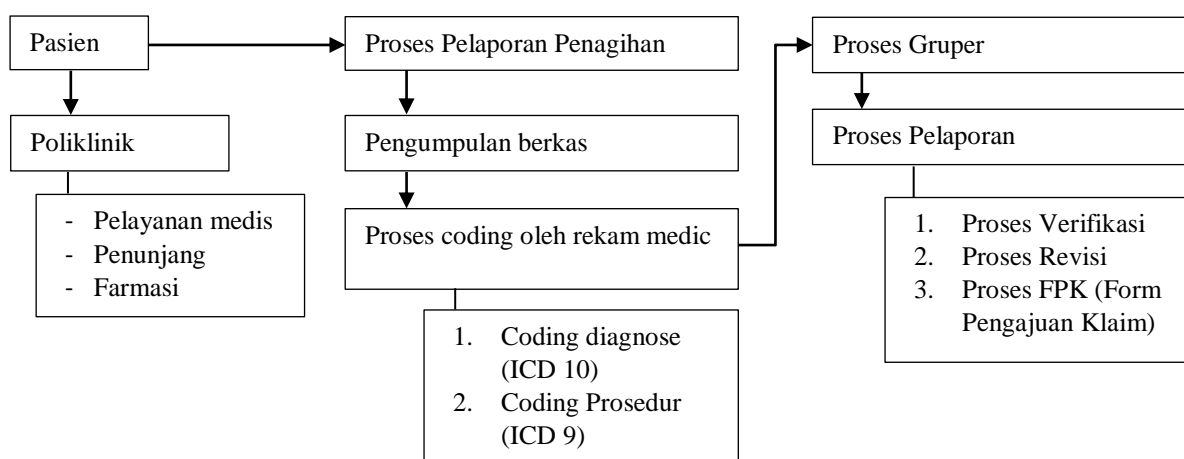 Pasien
Poliklinik
- Pelayanan medis
- Penunjang
- Farmasi
Proses Pelaporan Penagihan
Pengumpulan berkas
Proses coding oleh rekam medic
1. Coding diagnose
(ICD 10)
2. Coding Prosedur
(ICD 9)
Proses Gruper
Proses Pelaporan
1. Proses Verifikasi
2. Proses Revisi
3. Proses FPK (Form
Pengajuan Klaim)